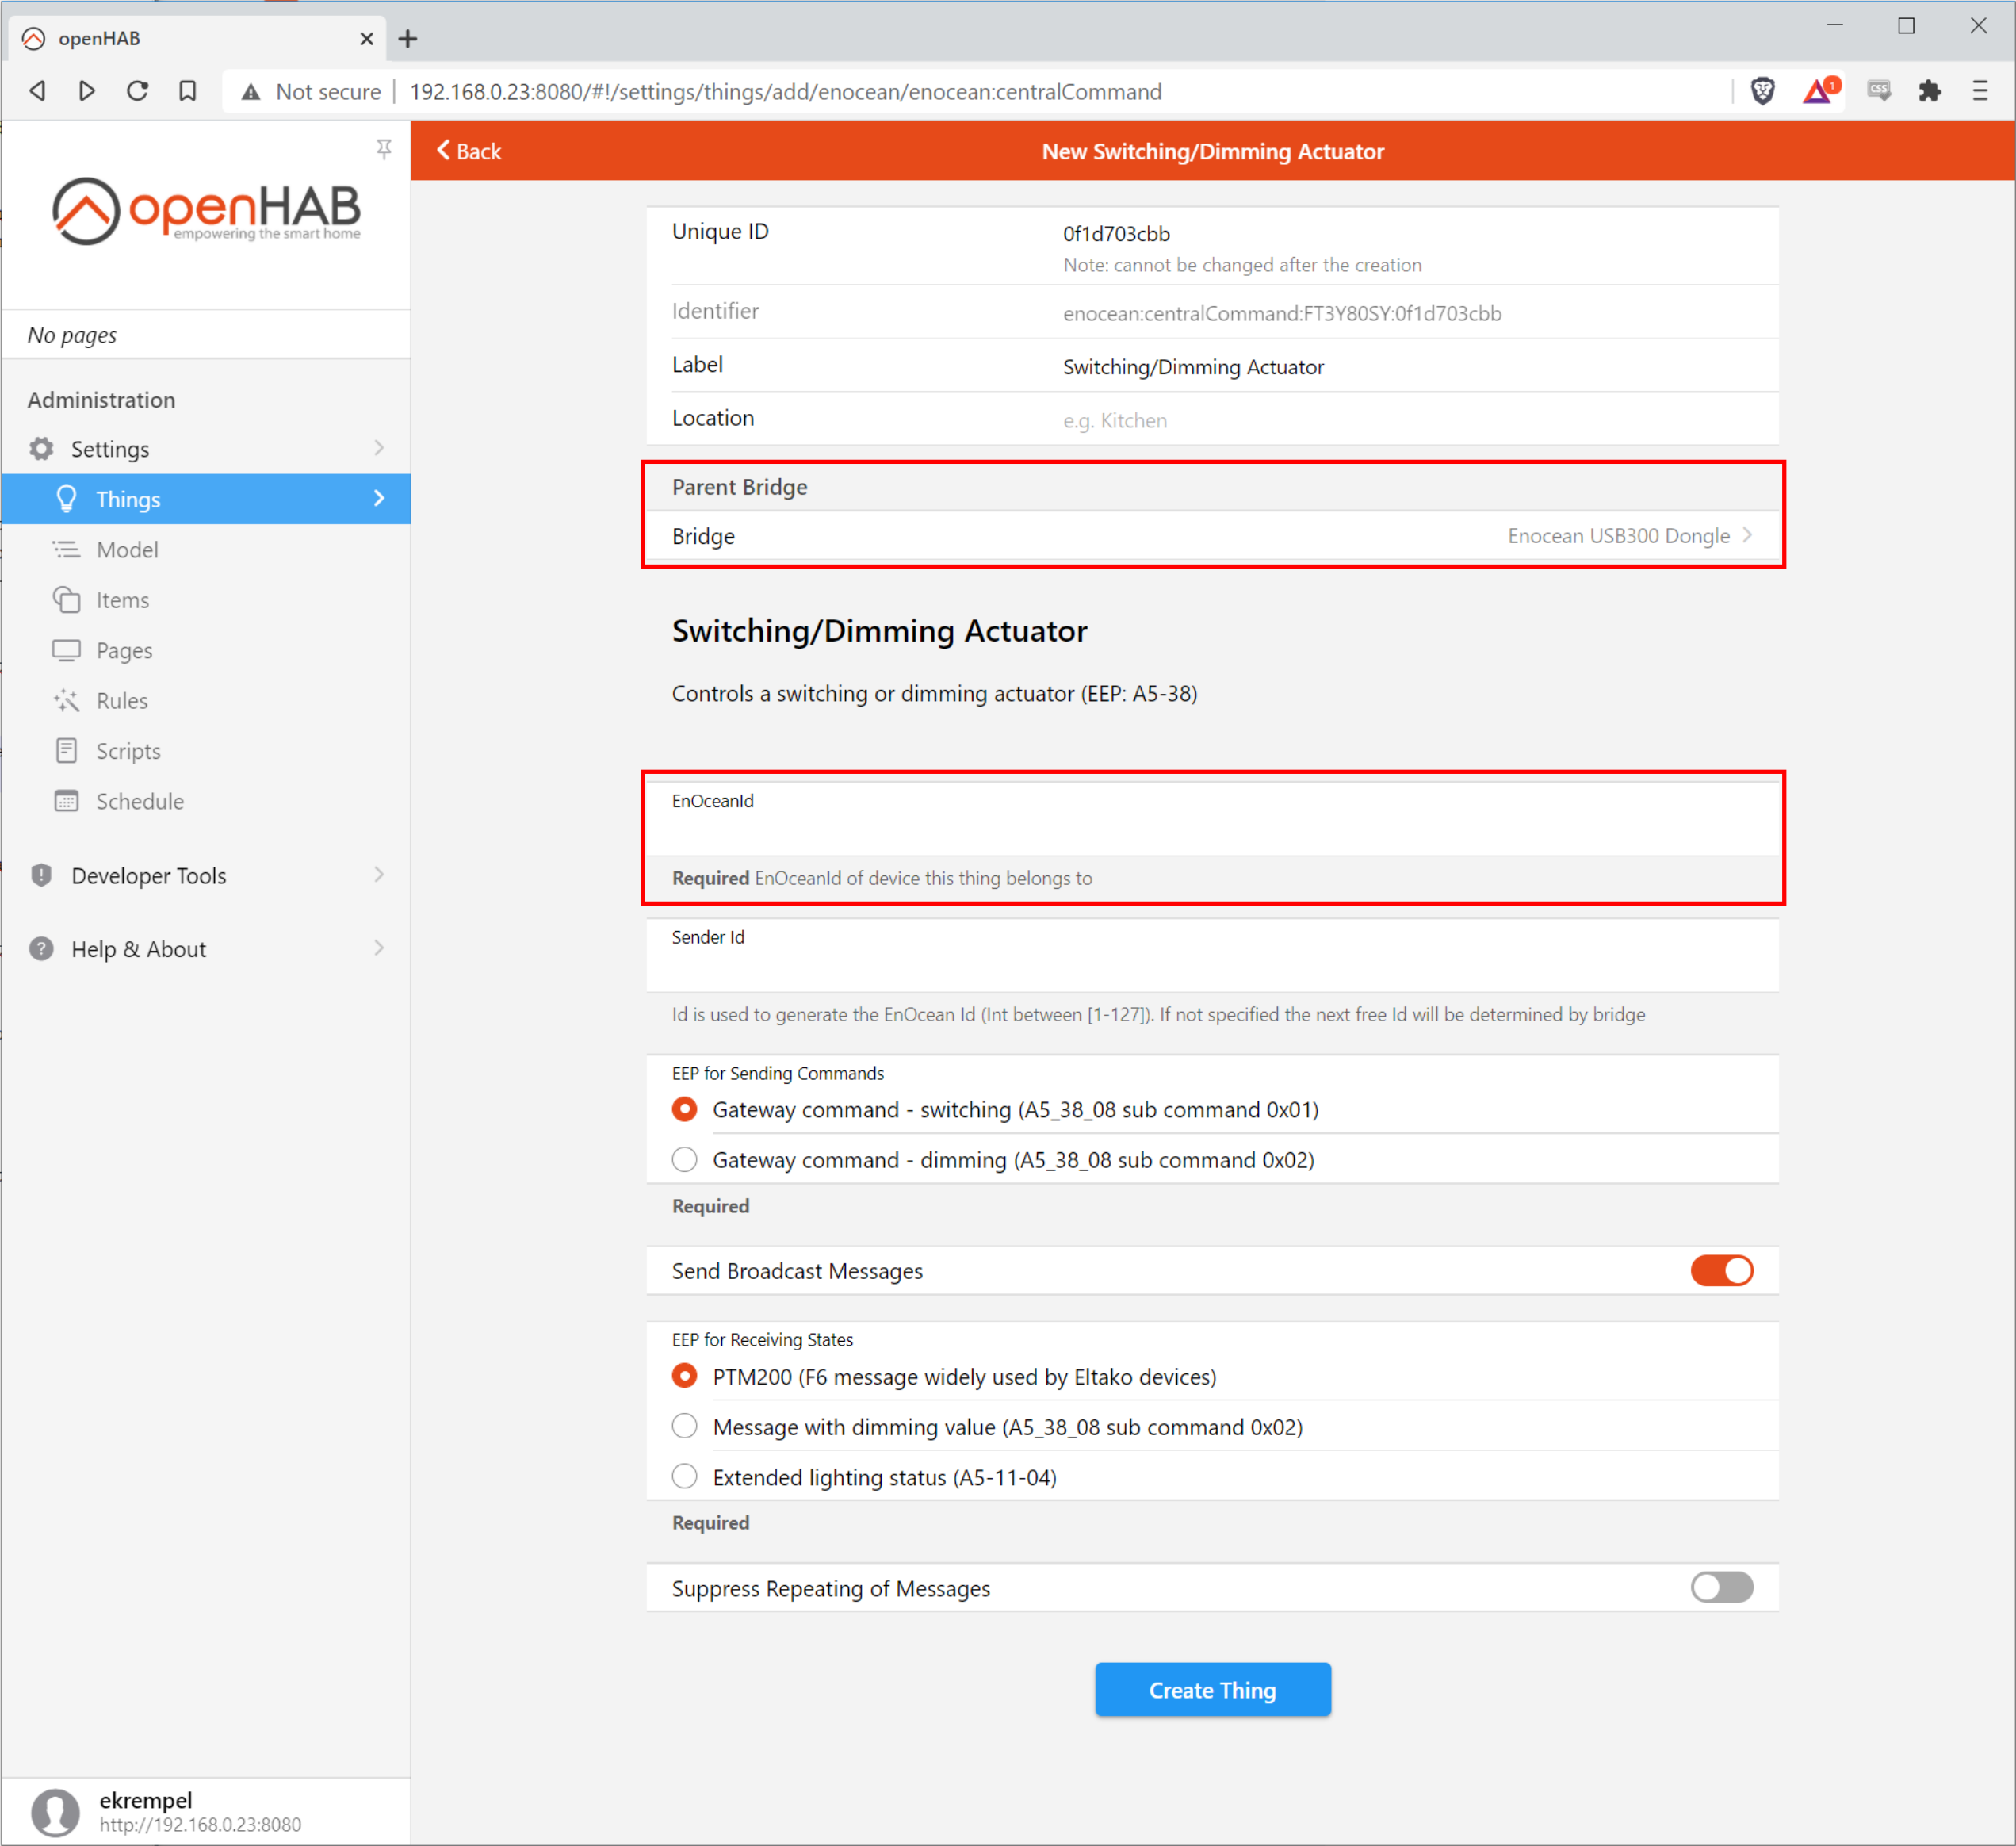 openHAB
Not secure 192.168.0.23:8080/#!/settings/things/add/enocean/enocean:centralCommand
1
CSS
openHAB
empowering the smart home
No pages
Administration
Settings
Things
Model
Items
Pages
Rules
Scripts
Schedule
Developer Tools
Help & About
ekrempel
http://192.168.0.23:8080
Back
New Switching/Dimming Actuator
Unique ID
0f1d703cbb
Note: cannot be changed after the creation
Identifier
enocean:centralCommand:FT3Y80SY:0f1d703cbb
Label
Switching/Dimming Actuator
Location
e.g. Kitchen
Parent Bridge
Bridge
Enocean USB300 Dongle
Switching/Dimming Actuator
Controls a switching or dimming actuator (EEP: A5-38)
EnOceanId
Required EnOceanId of device this thing belongs to
Sender Id
Id is used to generate the EnOcean Id (Int between [1-127]). If not specified the next free Id will be determined by bridge
EEP for Sending Commands
Gateway command - switching (A5_38_08 sub command 0x01)
Gateway command - dimming (A5_38_08 sub command 0x02)
Required
Send Broadcast Messages
EEP for Receiving States
PTM200 (F6 message widely used by Eltako devices)
Message with dimming value (A5_38_08 sub command 0x02)
Extended lighting status (A5-11-04)
Required
Suppress Repeating of Messages
Create Thing